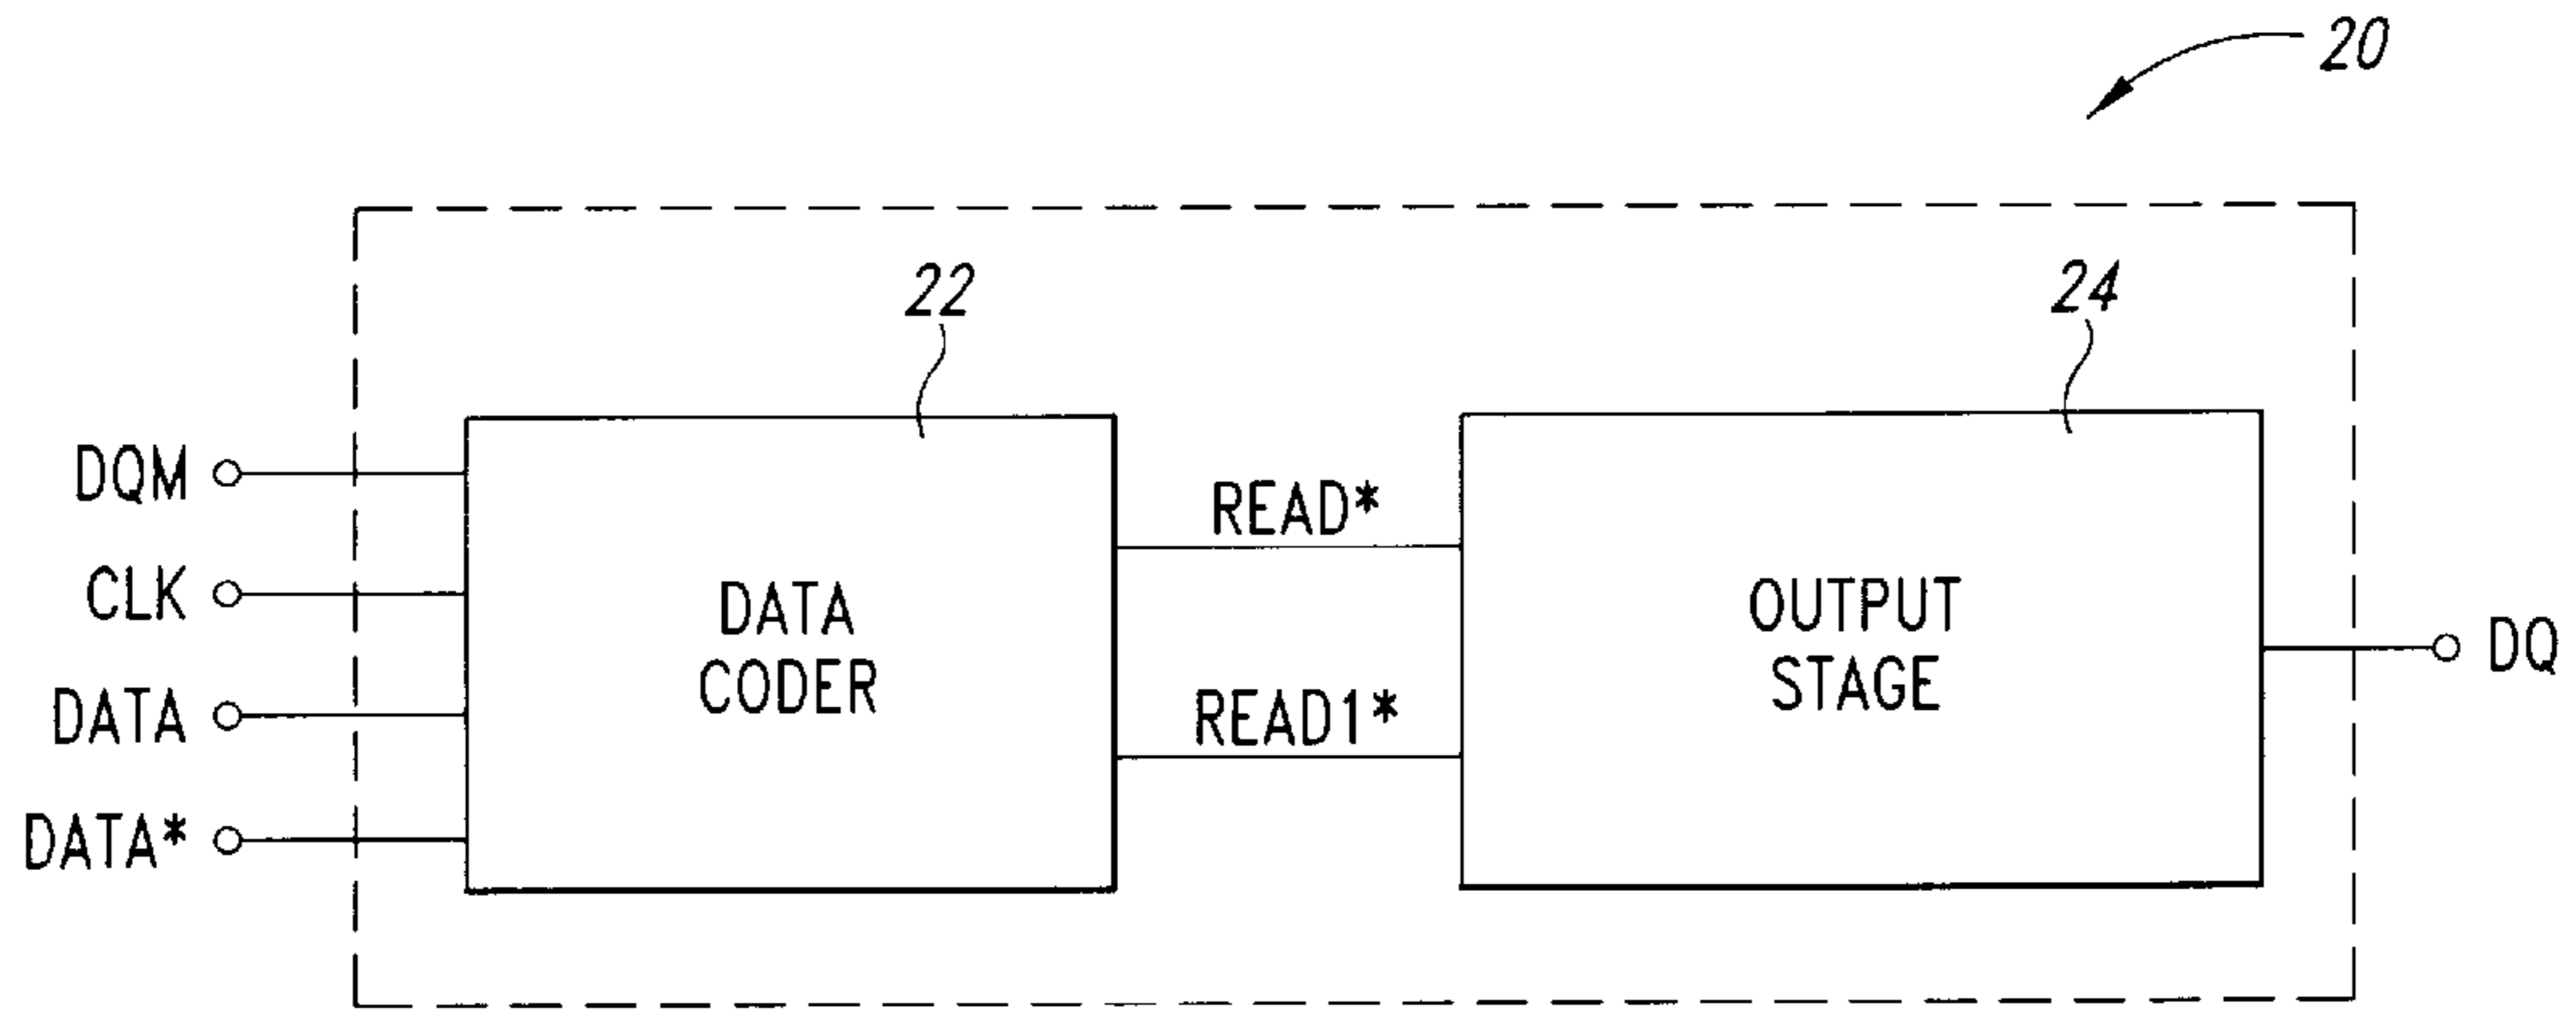 20
22
24
DQM
CLK
DATA
DATA*
DATA
CODER
READ*
READ1*
OUTPUT
STAGE
DQ